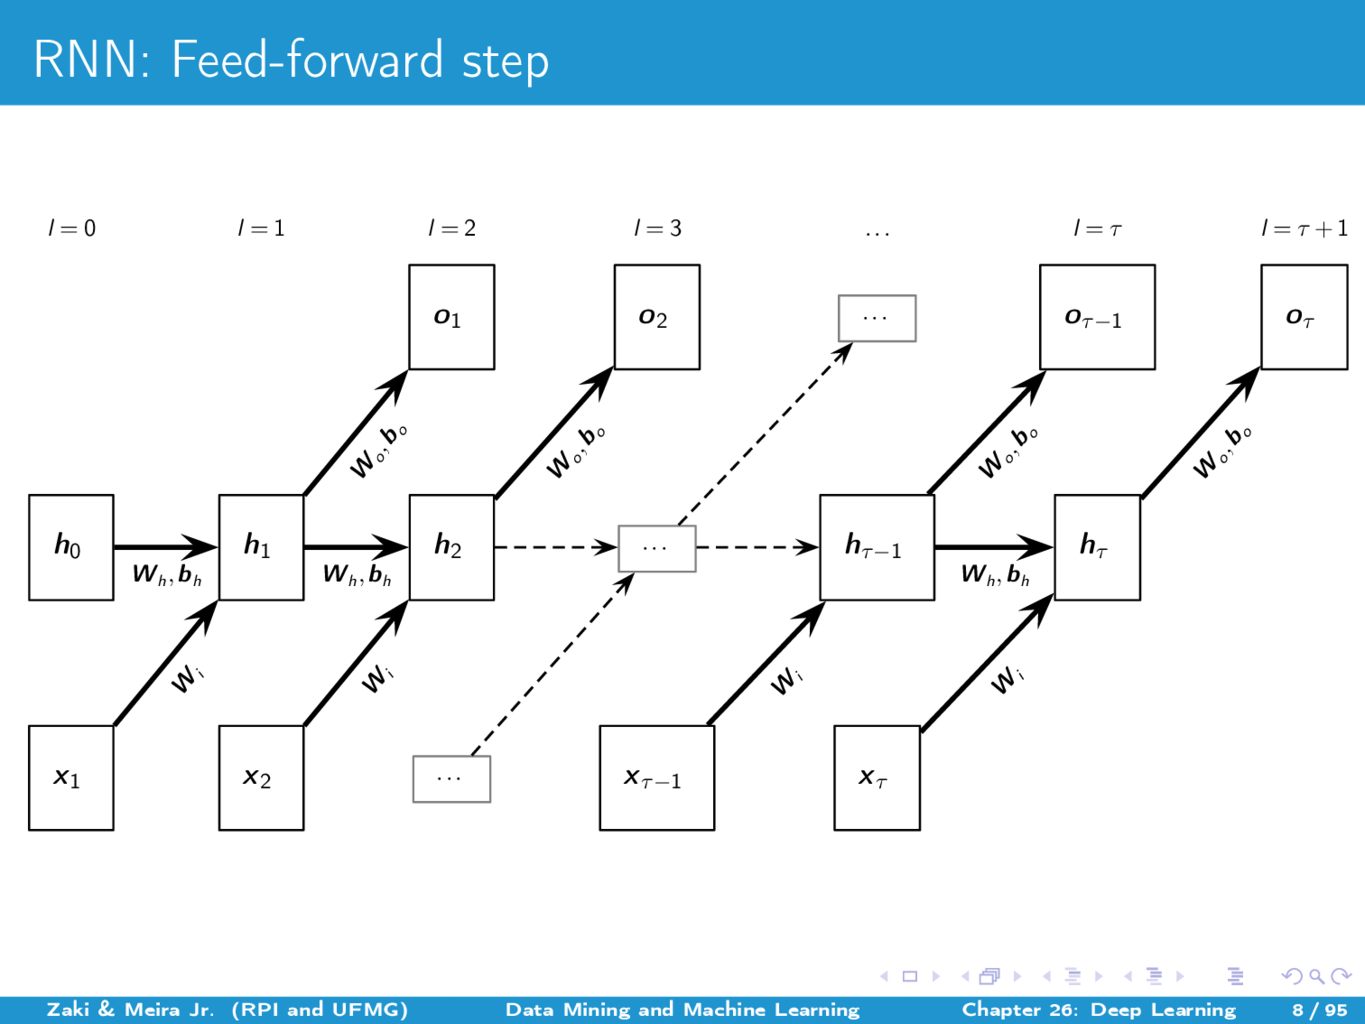 RNN: Feed-forward step
l = 0 l = 1 l = 2 l = 3 ... l = τ l = τ + 1
o1 o2 ... oτ−1 oτ
Wo, bo Wo, bo Wo, bo Wo, bo
h0 h1 h2 ... hτ−1 hτ
Wh, bh Wh, bh Wh, bh
Wi Wi Wi Wi
x1 x2 ... xτ−1 xτ
Zaki & Meira Jr. (RPI and UFMG) Data Mining and Machine Learning Chapter 26: Deep Learning 8 / 95